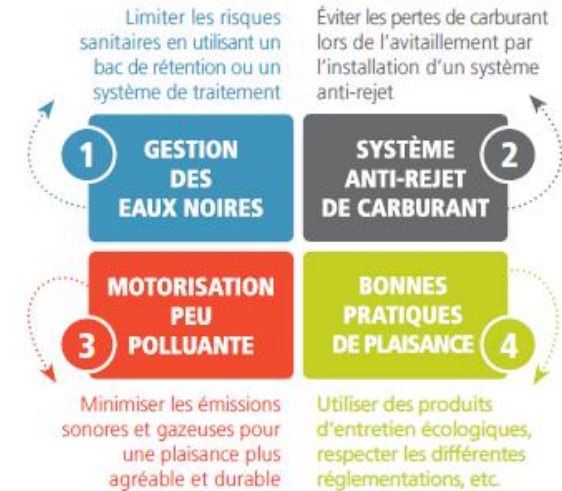 Limiter les risques
sanitaires en utilisant un
bac de rétention ou un
système de traitement
Éviter les pertes de carburant
lors de l'avitaillement par
l'installation d'un système
anti-rejet
1
GESTION
DES
EAUX NOIRES
SYSTÈME
ANTI-REJET
DE CARBURANT
2
MOTORISATION
PEU
POLLUANTE
3
BONNES
PRATIQUES
DE PLAISANCE
4
Minimiser les émissions
sonores et gazeuses pour
une plaisance plus
agréable et durable
Utiliser des produits
d'entretien écologiques,
respecter les différentes
réglementations, etc.